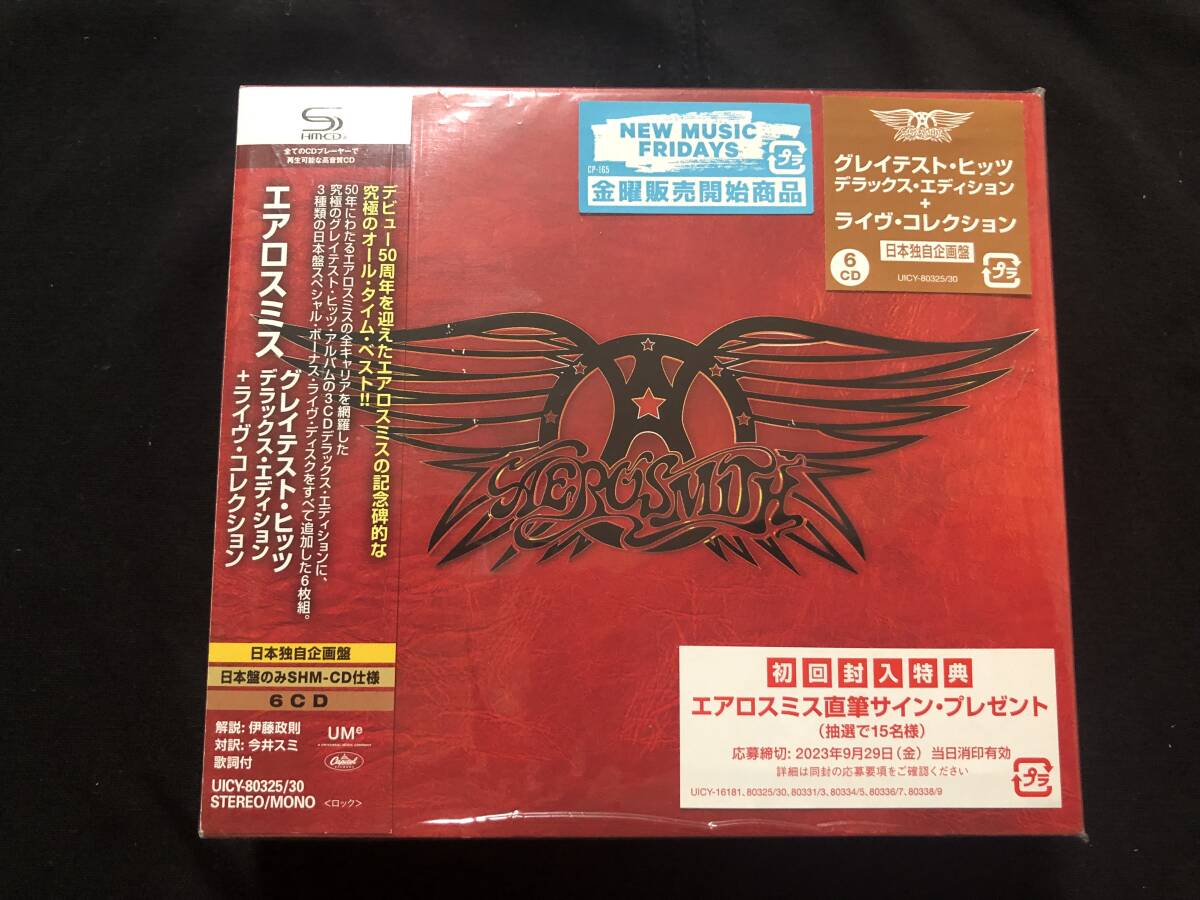 SHM-CD
全てのCDプレーヤーで
再生可能な高音質CD
デビュー50周年を迎えたエアロスミスの記念碑的な
究極のオール・タイム・ベスト!!
50年にわたるエアロスミスの全キャリアを網羅した
究極のグレイテスト・ヒッツ・アルバムの3CDデラックス・エディションに、
3種類の日本盤スペシャル・ボーナス・ライヴ・ディスクをすべて追加した6枚組。
エアロスミス
グレイテスト・ヒッツ
デラックス・エディション
+ライヴ・コレクション
日本独自企画盤
日本盤のみSHM-CD仕様
6CD
解説: 伊藤政則
対訳: 今井スミ
歌詞付
UMe
A UNIVERSAL MUSIC COMPANY
Capitol
RECORDS
UICY-80325/30
STEREO/MONO
<ロック>
NEW MUSIC
FRIDAYS
プラ
CP-165
金曜販売開始商品
AEROSMITH
グレイテスト・ヒッツ
デラックス・エディション
+
ライヴ・コレクション
6
CD
日本独自企画盤
プラ
UICY-80325/30
AEROSMITH
初回封入特典
エアロスミス直筆サイン・プレゼント
(抽選で15名様)
応募締切: 2023年9月29日(金) 当日消印有効
詳細は同封の応募要項をご確認ください
プラ
UICY-16181、80325/30、80331/3、80334/5、80336/7、80338/9